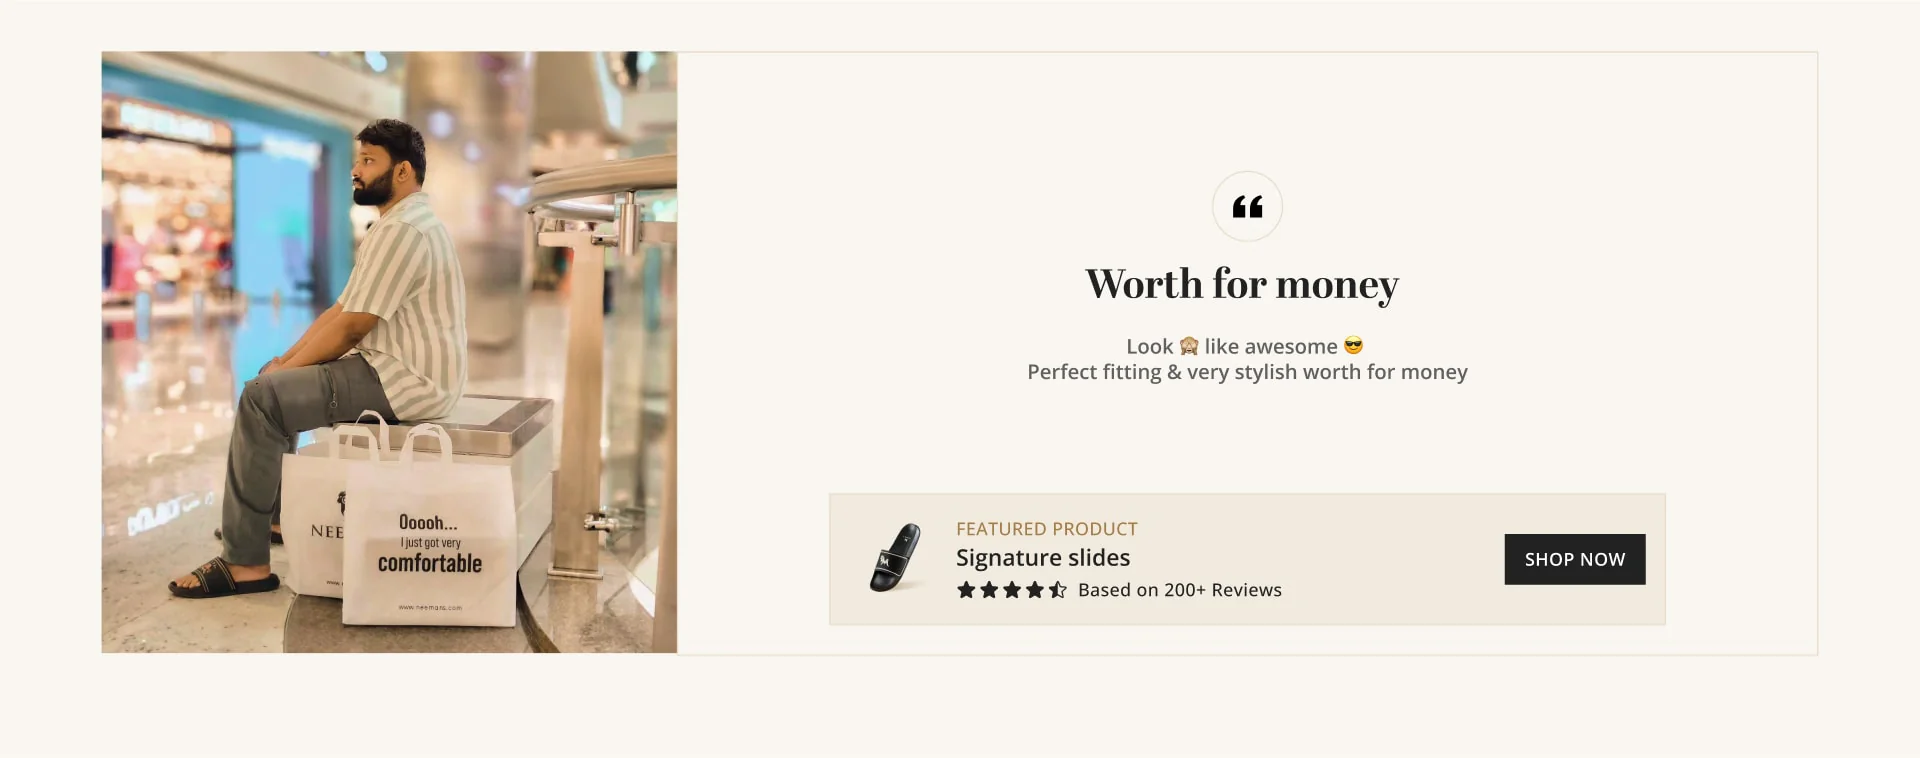 NEE
Ooooh...
I just got very
comfortable
www.neemans.com
Worth for money
Look 🙈 like awesome 😎
Perfect fitting & very stylish worth for money
FEATURED PRODUCT
Signature slides
Based on 200+ Reviews
SHOP NOW